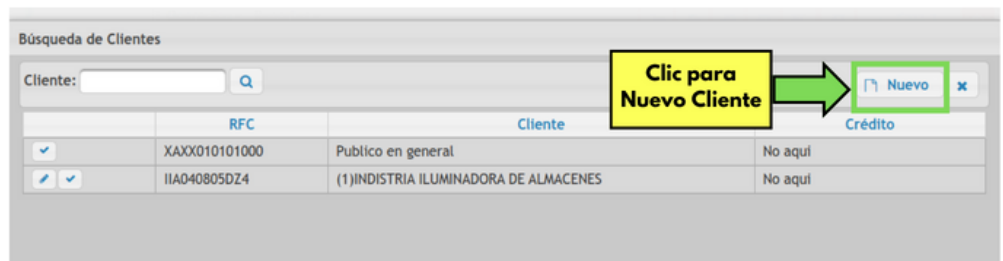 Búsqueda de Clientes
Cliente:
Clic para
Nuevo Cliente
Nuevo
RFC Cliente Crédito
XAXX010101000 Publico en general No aqui
IIA040805DZ4 (1)INDISTRIA ILUMINADORA DE ALMACENES No aqui